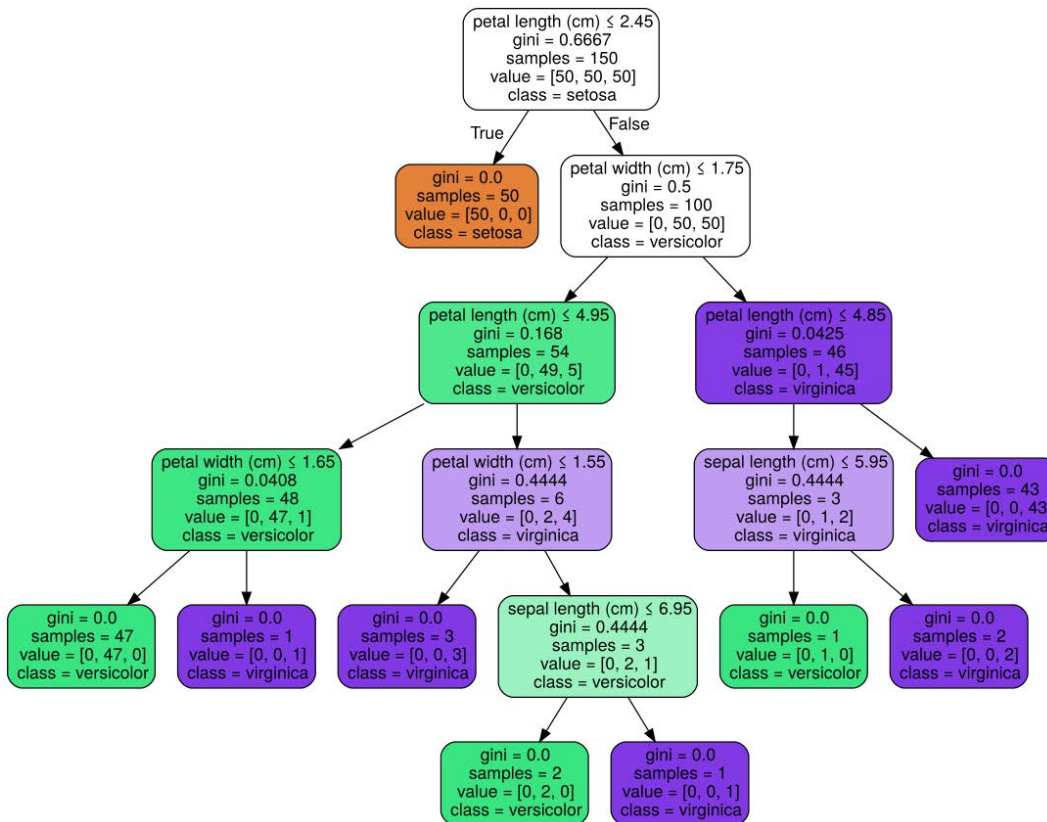 petal length (cm) ≤ 2.45
gini = 0.6667
samples = 150
value = [50, 50, 50]
class = setosa
True
False
gini = 0.0
samples = 50
value = [50, 0, 0]
class = setosa
petal width (cm) ≤ 1.75
gini = 0.5
samples = 100
value = [0, 50, 50]
class = versicolor
petal length (cm) ≤ 4.95
gini = 0.168
samples = 54
value = [0, 49, 5]
class = versicolor
petal length (cm) ≤ 4.85
gini = 0.0425
samples = 46
value = [0, 1, 45]
class = virginica
petal width (cm) ≤ 1.65
gini = 0.0408
samples = 48
value = [0, 47, 1]
class = versicolor
petal width (cm) ≤ 1.55
gini = 0.4444
samples = 6
value = [0, 2, 4]
class = virginica
sepal length (cm) ≤ 5.95
gini = 0.4444
samples = 3
value = [0, 1, 2]
class = virginica
gini = 0.0
samples = 43
value = [0, 0, 43]
class = virginica
gini = 0.0
samples = 47
value = [0, 47, 0]
class = versicolor
gini = 0.0
samples = 1
value = [0, 0, 1]
class = virginica
gini = 0.0
samples = 3
value = [0, 0, 3]
class = virginica
sepal length (cm) ≤ 6.95
gini = 0.4444
samples = 3
value = [0, 2, 1]
class = versicolor
gini = 0.0
samples = 1
value = [0, 1, 0]
class = versicolor
gini = 0.0
samples = 2
value = [0, 0, 2]
class = virginica
gini = 0.0
samples = 2
value = [0, 2, 0]
class = versicolor
gini = 0.0
samples = 1
value = [0, 0, 1]
class = virginica